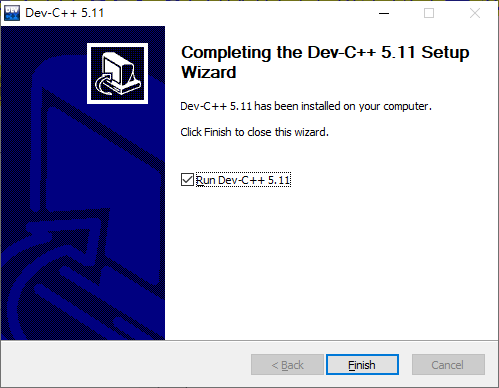 Dev-C++ 5.11
Completing the Dev-C++ 5.11 Setup
Wizard
Dev-C++ 5.11 has been installed on your computer.
Click Finish to close this wizard.
Run Dev-C++ 5.11
< Back
Finish
Cancel